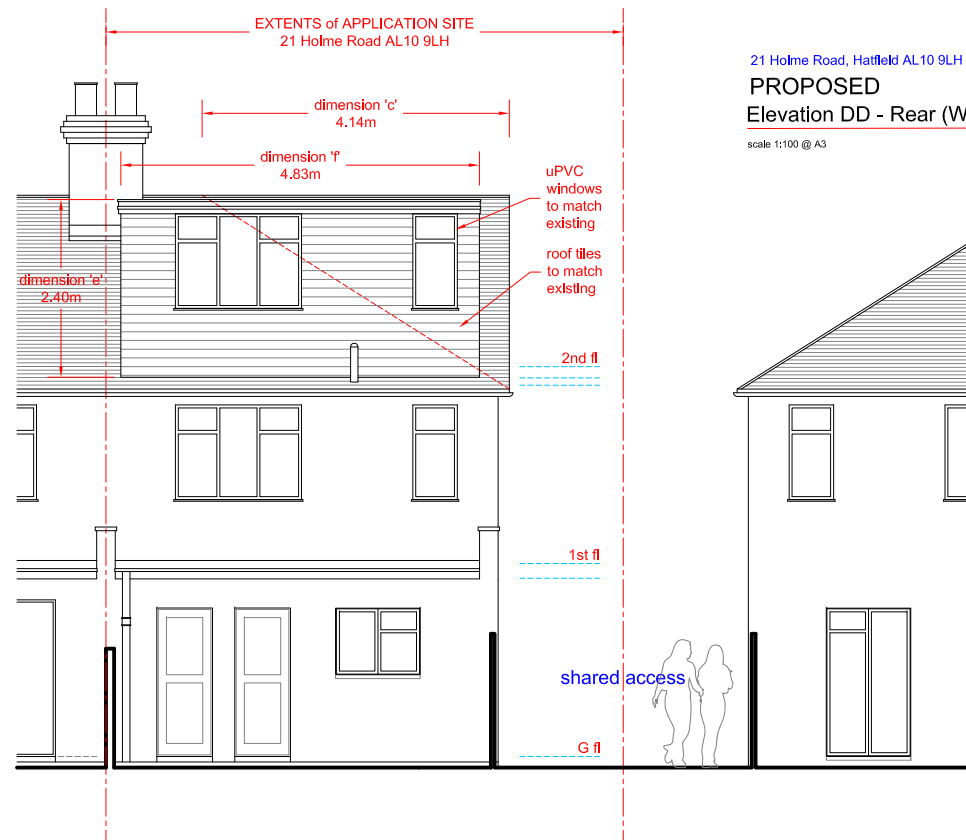 EXTENTS of APPLICATION SITE
21 Holme Road AL10 9LH
21 Holme Road, Hatfield AL10 9LH
PROPOSED
Elevation DD - Rear (W
scale 1:100 @ A3
dimension 'c'
4.14m
dimension 'f'
4.83m
uPVC
windows
to match
existing
roof tiles
to match
existing
dimension 'e'
2.40m
2nd fl
1st fl
shared access
G fl